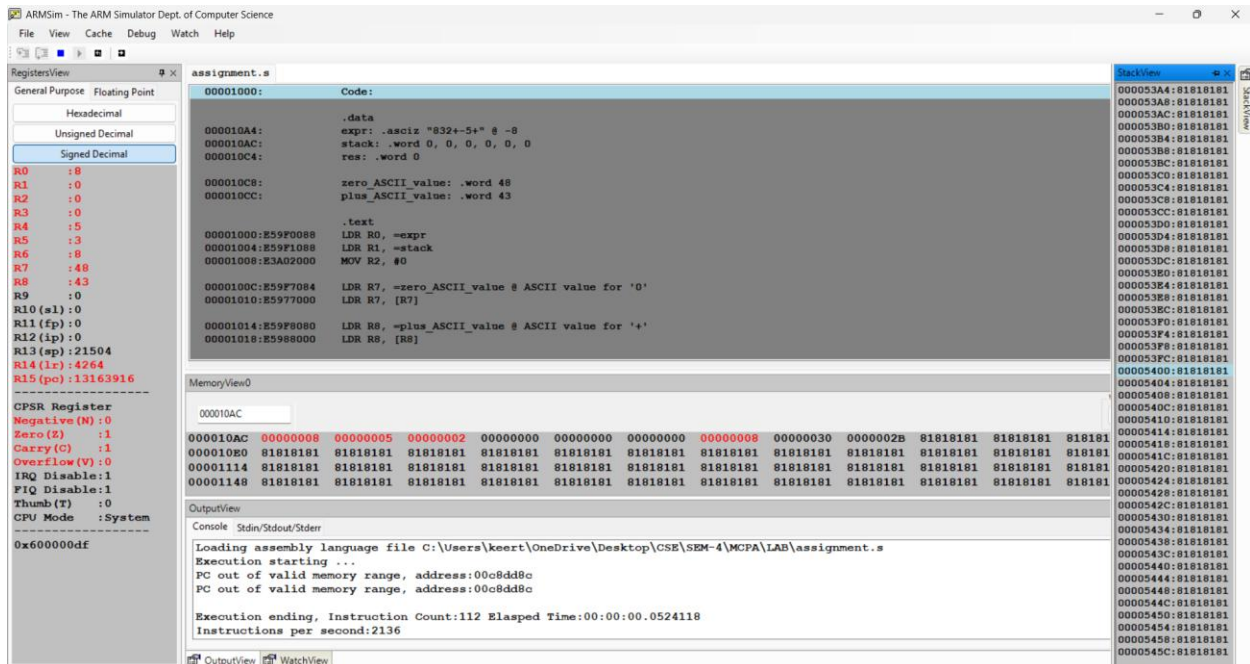 ARMSim - The ARM Simulator Dept. of Computer Science
File View Cache Debug Watch Help
RegistersView
General Purpose Floating Point
Hexadecimal
Unsigned Decimal
Signed Decimal
R0 :8
R1 :0
R2 :0
R3 :0
R4 :5
R5 :3
R6 :8
R7 :48
R8 :43
R9 :0
R10(sl):0
R11(fp):0
R12(ip):0
R13(sp):21504
R14(lr):4264
R15(pc):13163916
------------------
CPSR Register
Negative(N):0
Zero(Z) :1
Carry(C) :1
Overflow(V):0
IRQ Disable:1
FIQ Disable:1
Thumb(T) :0
CPU Mode :System
------------------
0x600000df
assignment.s
00001000: Code:
.data
000010A4: expr: .asciz "832+-5+" @ -8
000010AC: stack: .word 0, 0, 0, 0, 0, 0
000010C4: res: .word 0
000010C8: zero_ASCII_value: .word 48
000010CC: plus_ASCII_value: .word 43
.text
00001000:E59F0088 LDR R0, =expr
00001004:E59F1088 LDR R1, =stack
00001008:E3A02000 MOV R2, #0
0000100C:E59F7084 LDR R7, =zero_ASCII_value @ ASCII value for '0'
00001010:E5977000 LDR R7, [R7]
00001014:E59F8080 LDR R8, =plus_ASCII_value @ ASCII value for '+'
00001018:E5988000 LDR R8, [R8]
MemoryView0
000010AC
000010AC 00000008 00000005 00000002 00000000 00000000 00000000 00000008 00000030 0000002B 81818181 81818181 818181
000010E0 81818181 81818181 81818181 81818181 81818181 81818181 81818181 81818181 81818181 81818181 81818181 818181
00001114 81818181 81818181 81818181 81818181 81818181 81818181 81818181 81818181 81818181 81818181 81818181 818181
00001148 81818181 81818181 81818181 81818181 81818181 81818181 81818181 81818181 81818181 81818181 81818181 818181
OutputView
Console Stdin/Stdout/Stderr
Loading assembly language file C:\Users\keert\OneDrive\Desktop\CSE\SEM-4\MCPA\LAB\assignment.s
Execution starting ...
PC out of valid memory range, address:00c8dd8c
PC out of valid memory range, address:00c8dd8c
Execution ending, Instruction Count:112 Elasped Time:00:00:00.0524118
Instructions per second:2136
OutputView WatchView
StackView
000053A4:81818181
000053A8:81818181
000053AC:81818181
000053B0:81818181
000053B4:81818181
000053B8:81818181
000053BC:81818181
000053C0:81818181
000053C4:81818181
000053C8:81818181
000053CC:81818181
000053D0:81818181
000053D4:81818181
000053D8:81818181
000053DC:81818181
000053E0:81818181
000053E4:81818181
000053E8:81818181
000053EC:81818181
000053F0:81818181
000053F4:81818181
000053F8:81818181
000053FC:81818181
00005400:81818181
00005404:81818181
00005408:81818181
0000540C:81818181
00005410:81818181
00005414:81818181
00005418:81818181
0000541C:81818181
00005420:81818181
00005424:81818181
00005428:81818181
0000542C:81818181
00005430:81818181
00005434:81818181
00005438:81818181
0000543C:81818181
00005440:81818181
00005444:81818181
00005448:81818181
0000544C:81818181
00005450:81818181
00005454:81818181
00005458:81818181
0000545C:81818181
StackView